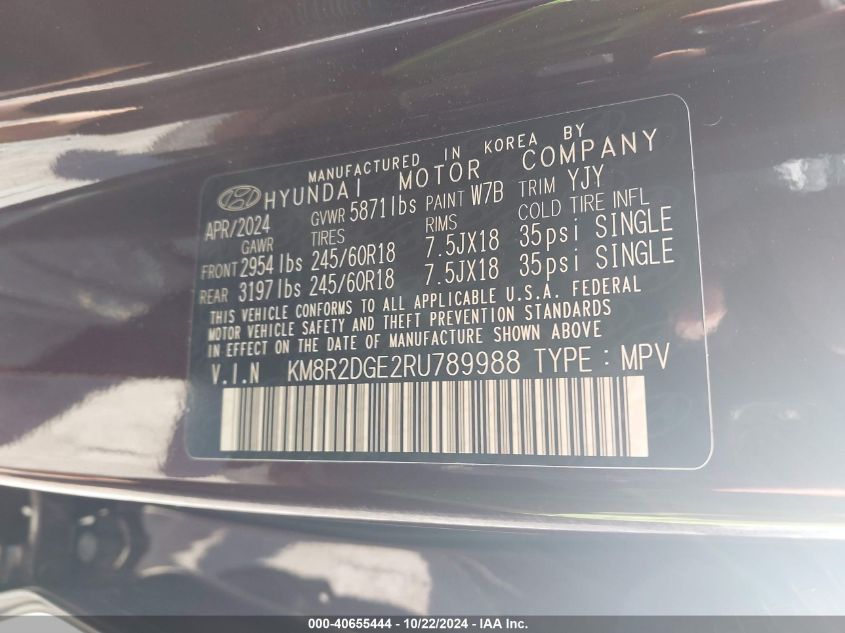 MANUFACTURED IN KOREA BY
HYUNDAI MOTOR COMPANY
APR/2024 GVWR 5871lbs PAINT W7B TRIM YJY
GAWR TIRES RIMS COLD TIRE INFL
FRONT 2954lbs 245/60R18 7.5JX18 35psi SINGLE
REAR 3197lbs 245/60R18 7.5JX18 35psi SINGLE
THIS VEHICLE CONFORMS TO ALL APPLICABLE U.S.A. FEDERAL
MOTOR VEHICLE SAFETY AND THEFT PREVENTION STANDARDS
IN EFFECT ON THE DATE OF MANUFACTURE SHOWN ABOVE
V.I.N KM8R2DGE2RU789988 TYPE : MPV
000-40655444 - 10/22/2024 - IAA Inc.